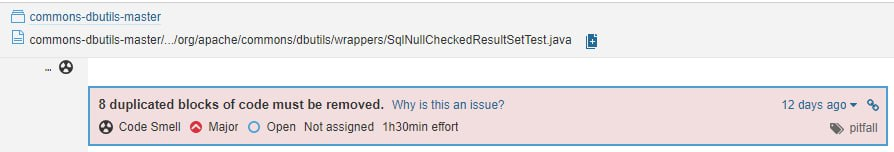 commons-dbutils-master
commons-dbutils-master/.../org/apache/commons/dbutils/wrappers/SqlNullCheckedResultSetTest.java
...
8 duplicated blocks of code must be removed. Why is this an issue? 12 days ago
Code Smell Major Open Not assigned 1h30min effort pitfall